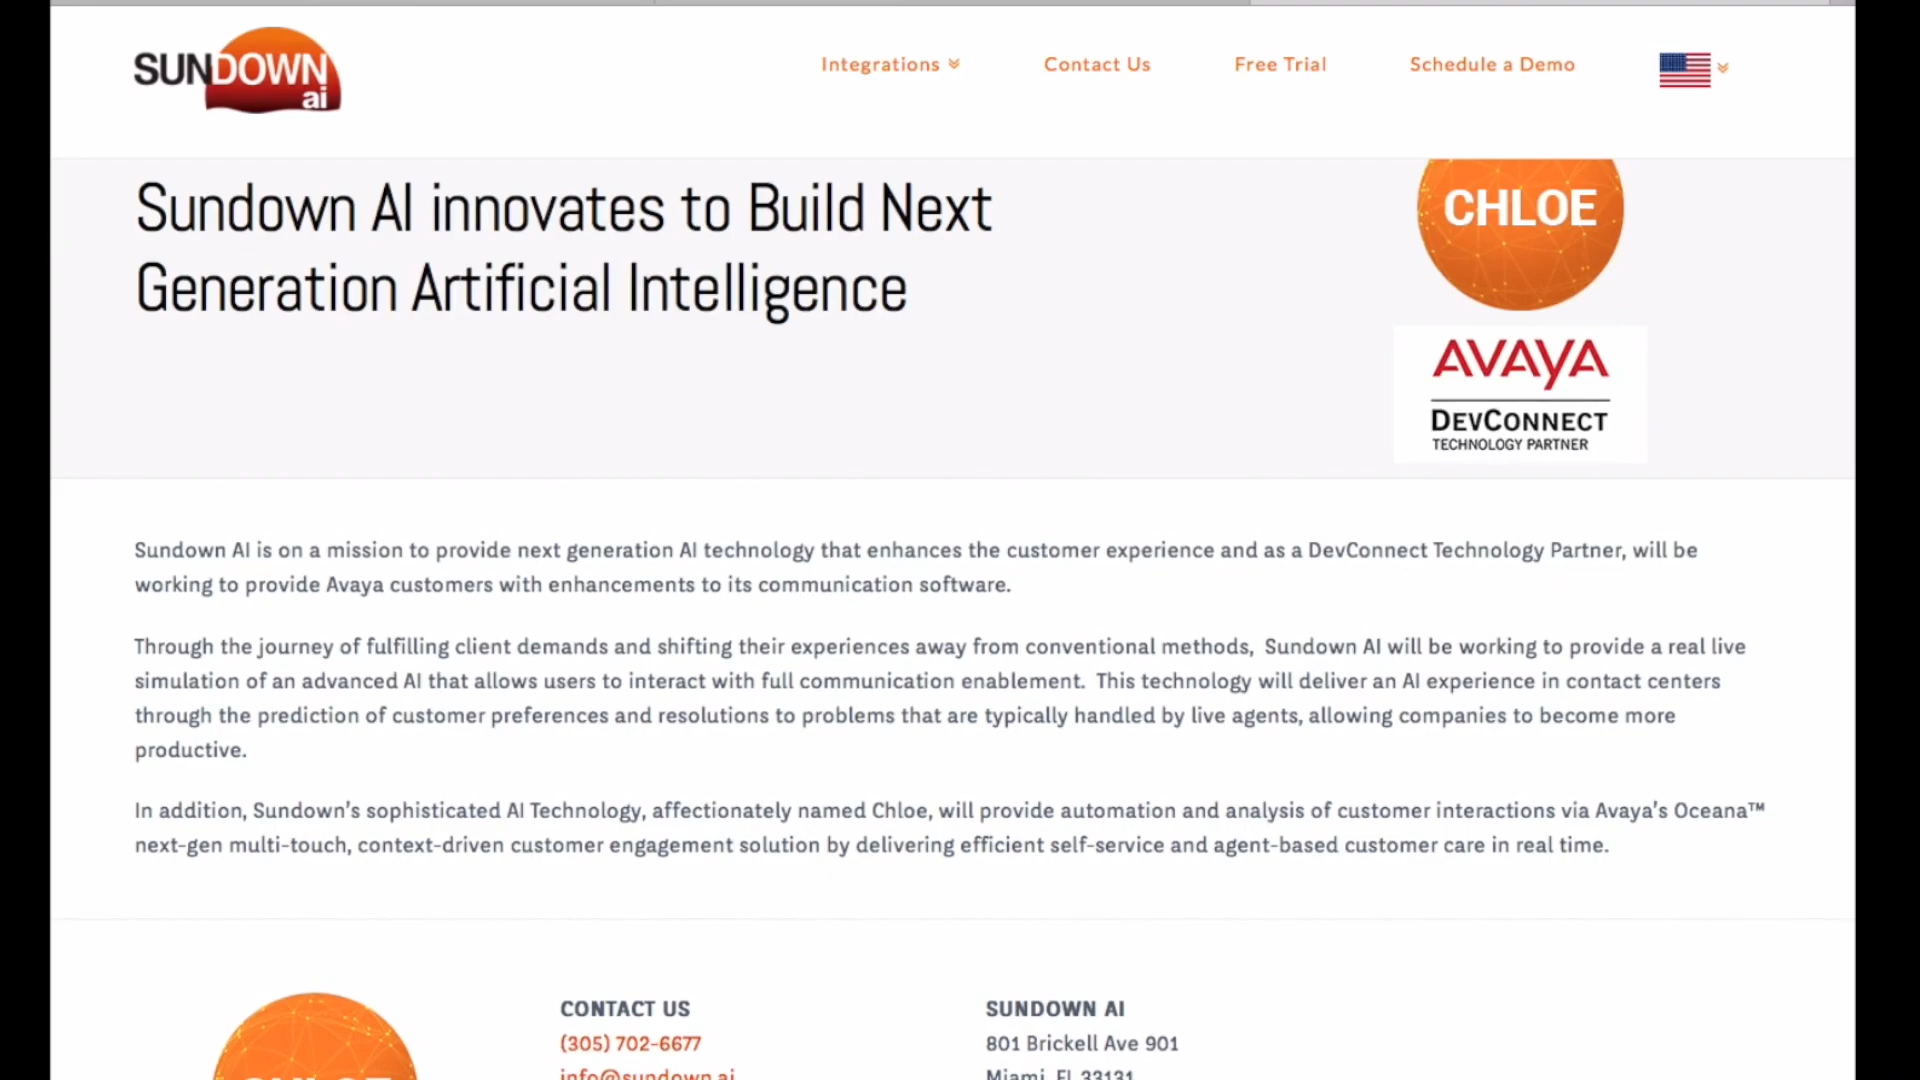 SUNDOWN
ai
Integrations
Contact Us
Free Trial
Schedule a Demo
Sundown AI innovates to Build Next
Generation Artificial Intelligence
CHLOE
AVAYA
DEVCONNECT
TECHNOLOGY PARTNER
Sundown AI is on a mission to provide next generation AI technology that enhances the customer experience and as a DevConnect Technology Partner, will be
working to provide Avaya customers with enhancements to its communication software.
Through the journey of fulfilling client demands and shifting their experiences away from conventional methods,  Sundown AI will be working to provide a real live
simulation of an advanced AI that allows users to interact with full communication enablement.  This technology will deliver an AI experience in contact centers
through the prediction of customer preferences and resolutions to problems that are typically handled by live agents, allowing companies to become more
productive.
In addition, Sundown's sophisticated AI Technology, affectionately named Chloe, will provide automation and analysis of customer interactions via Avaya's Oceana™
next-gen multi-touch, context-driven customer engagement solution by delivering efficient self-service and agent-based customer care in real time.
CONTACT US
(305) 702-6677
info@sundown.ai
SUNDOWN AI
801 Brickell Ave 901
Miami, FL 33131